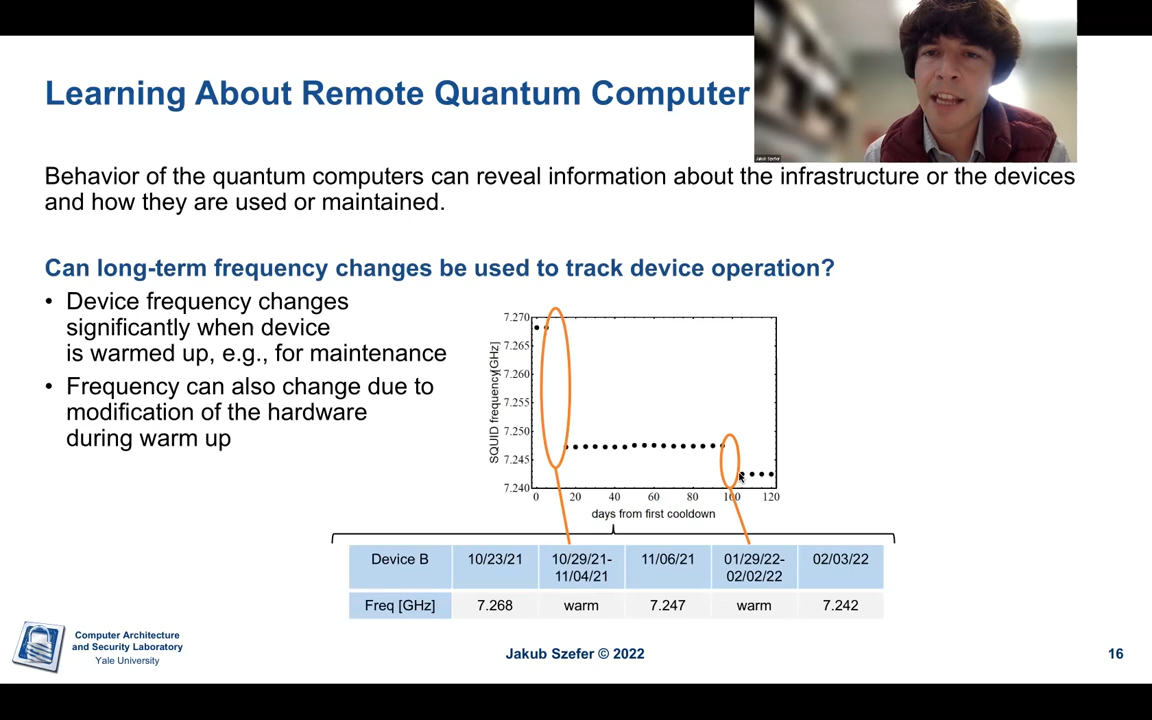 Learning About Remote Quantum Computer
Jakub Szefer
Behavior of the quantum computers can reveal information about the infrastructure or the devices
and how they are used or maintained.
Can long-term frequency changes be used to track device operation?
• Device frequency changes
significantly when device
is warmed up, e.g., for maintenance
• Frequency can also change due to
modification of the hardware
during warm up
SQUID frequency[GHz]
7.270
7.265
7.260
7.255
7.250
7.245
7.240
0 20 40 60 80 100 120
days from first cooldown
Device B 10/23/21 10/29/21- 11/06/21 01/29/22- 02/03/22
11/04/21 02/02/22
Freq [GHz] 7.268 warm 7.247 warm 7.242
Computer Architecture
and Security Laboratory
Yale University
Jakub Szefer © 2022
16